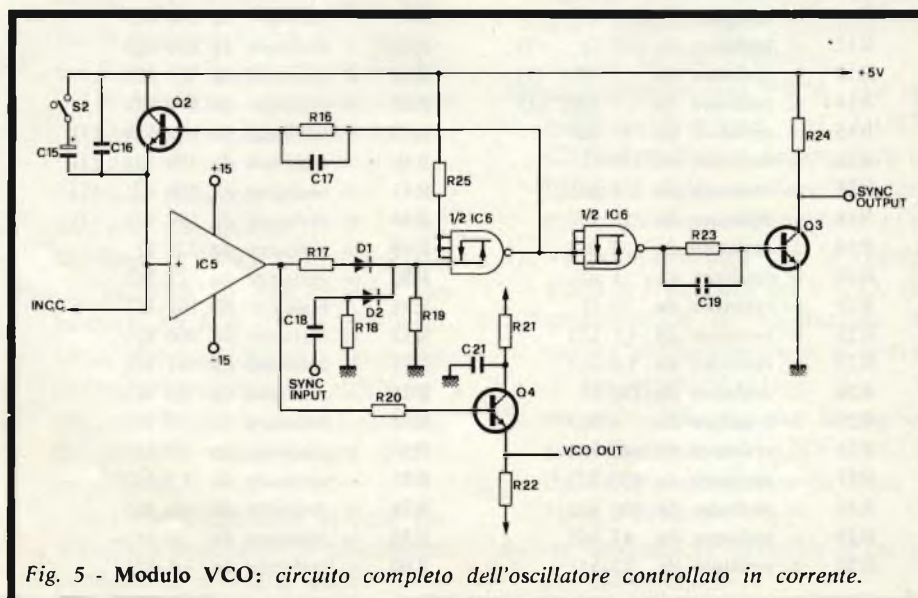 +5V
S2
Q2
R16
R24
C15
C16
C17
R25
SYNC
OUTPUT
+15
1/2 IC6
1/2 IC6
R23
Q3
+
IC5
R17
D1
C19
INCC
R21
-15
C18
R18
D2
R19
C21
SYNC
INPUT
Q4
R20
VCO OUT
R22
Fig. 5 - Modulo VCO: circuito completo dell'oscillatore controllato in corrente.